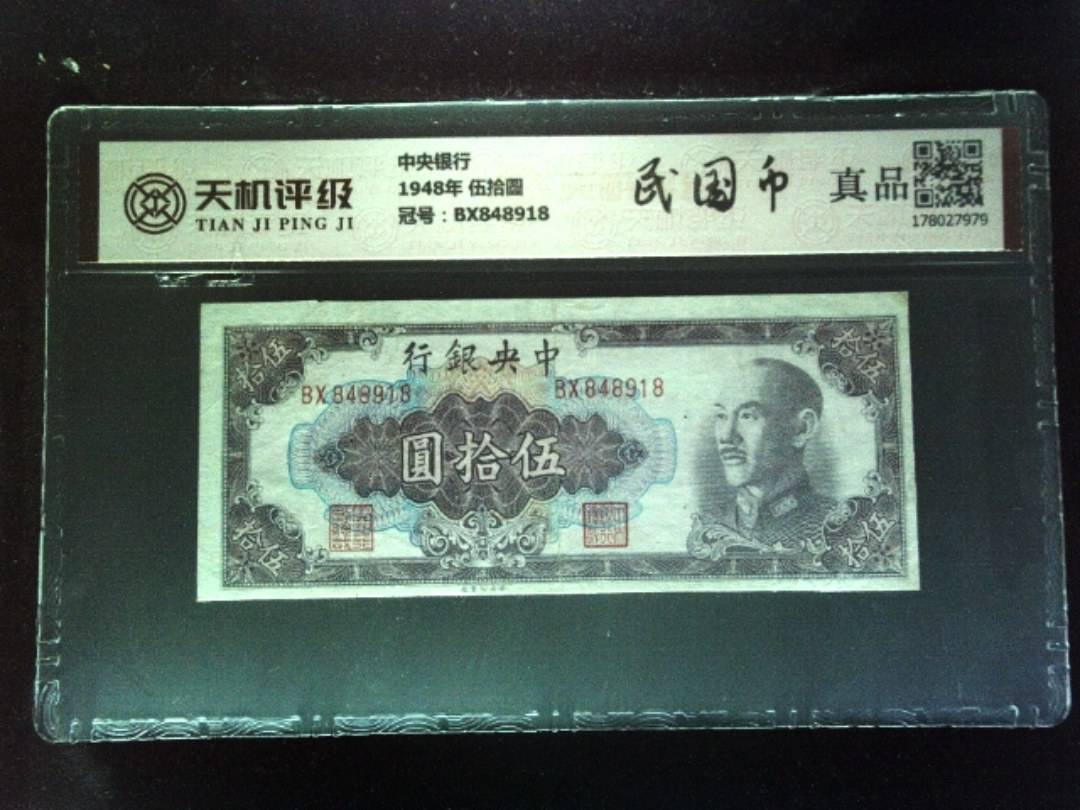 天机评级
TIAN JI PING JI
中央银行
1948年 伍拾圆
冠号：BX848918
民国币
真品
178027979
行銀央中
BX848918
BX848918
圓拾伍
拾伍
拾伍
拾伍
拾伍